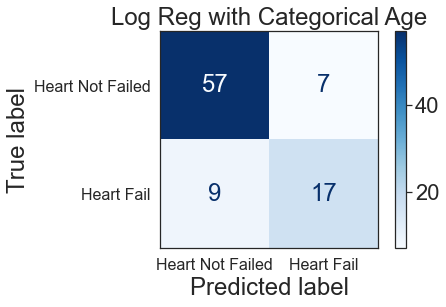 Log Reg with Categorical Age
True label
Heart Not Failed
57
7
Heart Fail
9
17
40
20
Heart Not Failed
Heart Fail
Predicted label